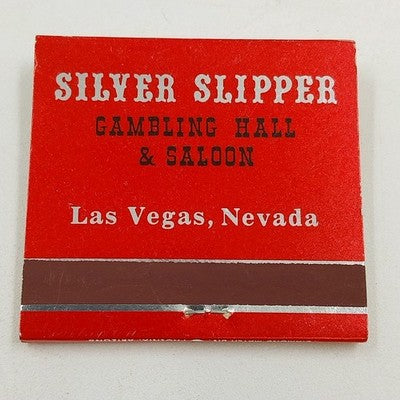 SILVER SLIPPER
GAMBLING HALL
& SALOON
Las Vegas, Nevada